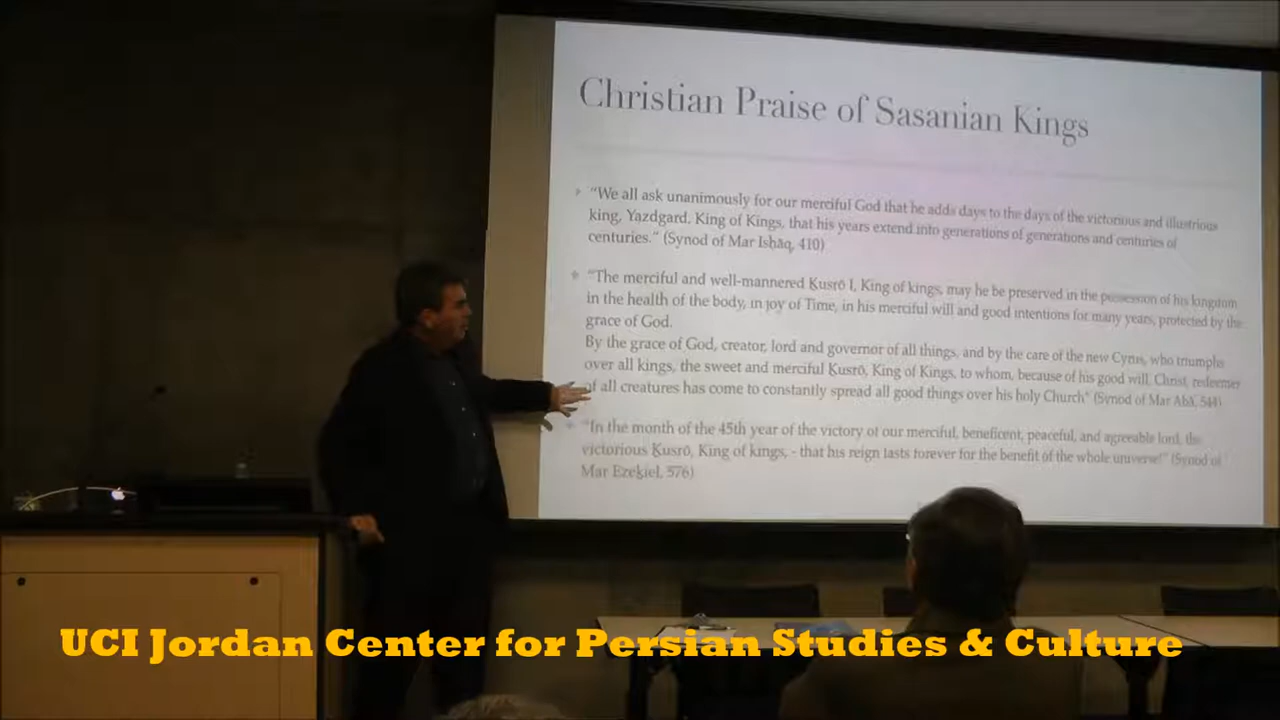 Christian Praise of Sasanian Kings
"We all ask unanimously for our merciful God that he adds days to the days of the victorious and illustrious
king, Yazdgard, King of Kings, that his years extend into generations of generations and centuries of
centuries." (Synod of Mar Isḥāq, 410)
"The merciful and well-mannered Ḵusrō I, King of kings, may he be preserved in the possession of his kingdom
in the health of the body, in joy of Time, in his merciful will and good intentions for many years, protected by the
grace of God.
By the grace of God, creator, lord and governor of all things, and by the care of the new Cyrus, who triumphs
over all kings, the sweet and merciful Ḵusrō, King of Kings, to whom, because of his good will, Christ, redeemer
of all creatures has come to constantly spread all good things over his holy Church" (Synod of Mar Abā, 544)
"In the month of the 45th year of the victory of our merciful, beneficent, peaceful, and agreeable lord, the
victorious Ḵusrō, King of kings, - that his reign lasts forever for the benefit of the whole universe!" (Synod of
Mar Ezekiel, 576)
UCI Jordan Center for Persian Studies & Culture